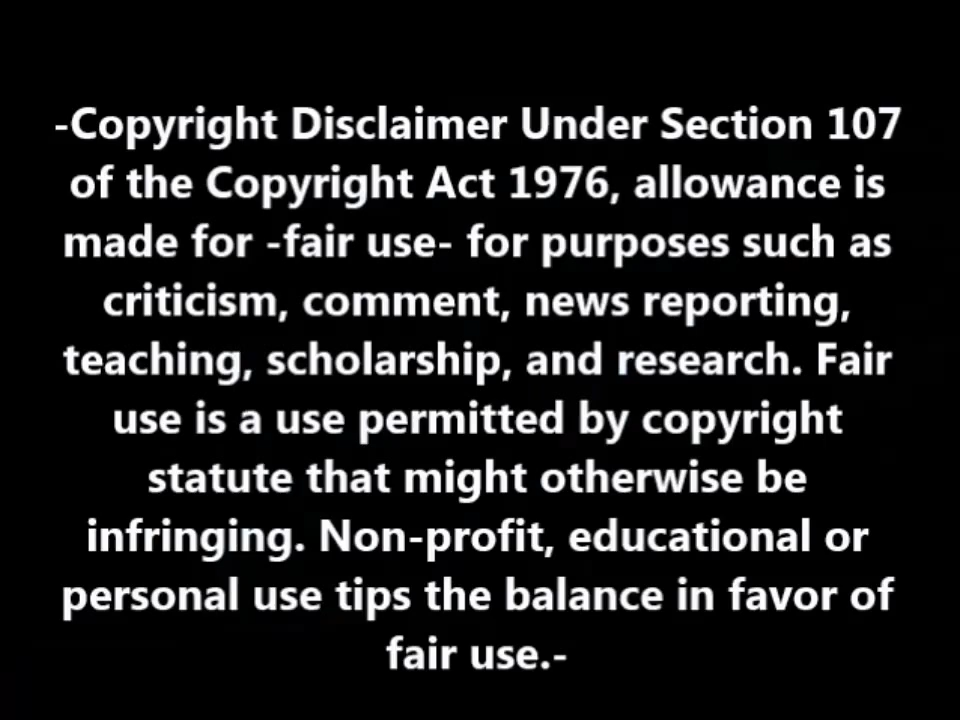 -Copyright Disclaimer Under Section 107
of the Copyright Act 1976, allowance is
made for -fair use- for purposes such as
criticism, comment, news reporting,
teaching, scholarship, and research. Fair
use is a use permitted by copyright
statute that might otherwise be
infringing. Non-profit, educational or
personal use tips the balance in favor of
fair use.-